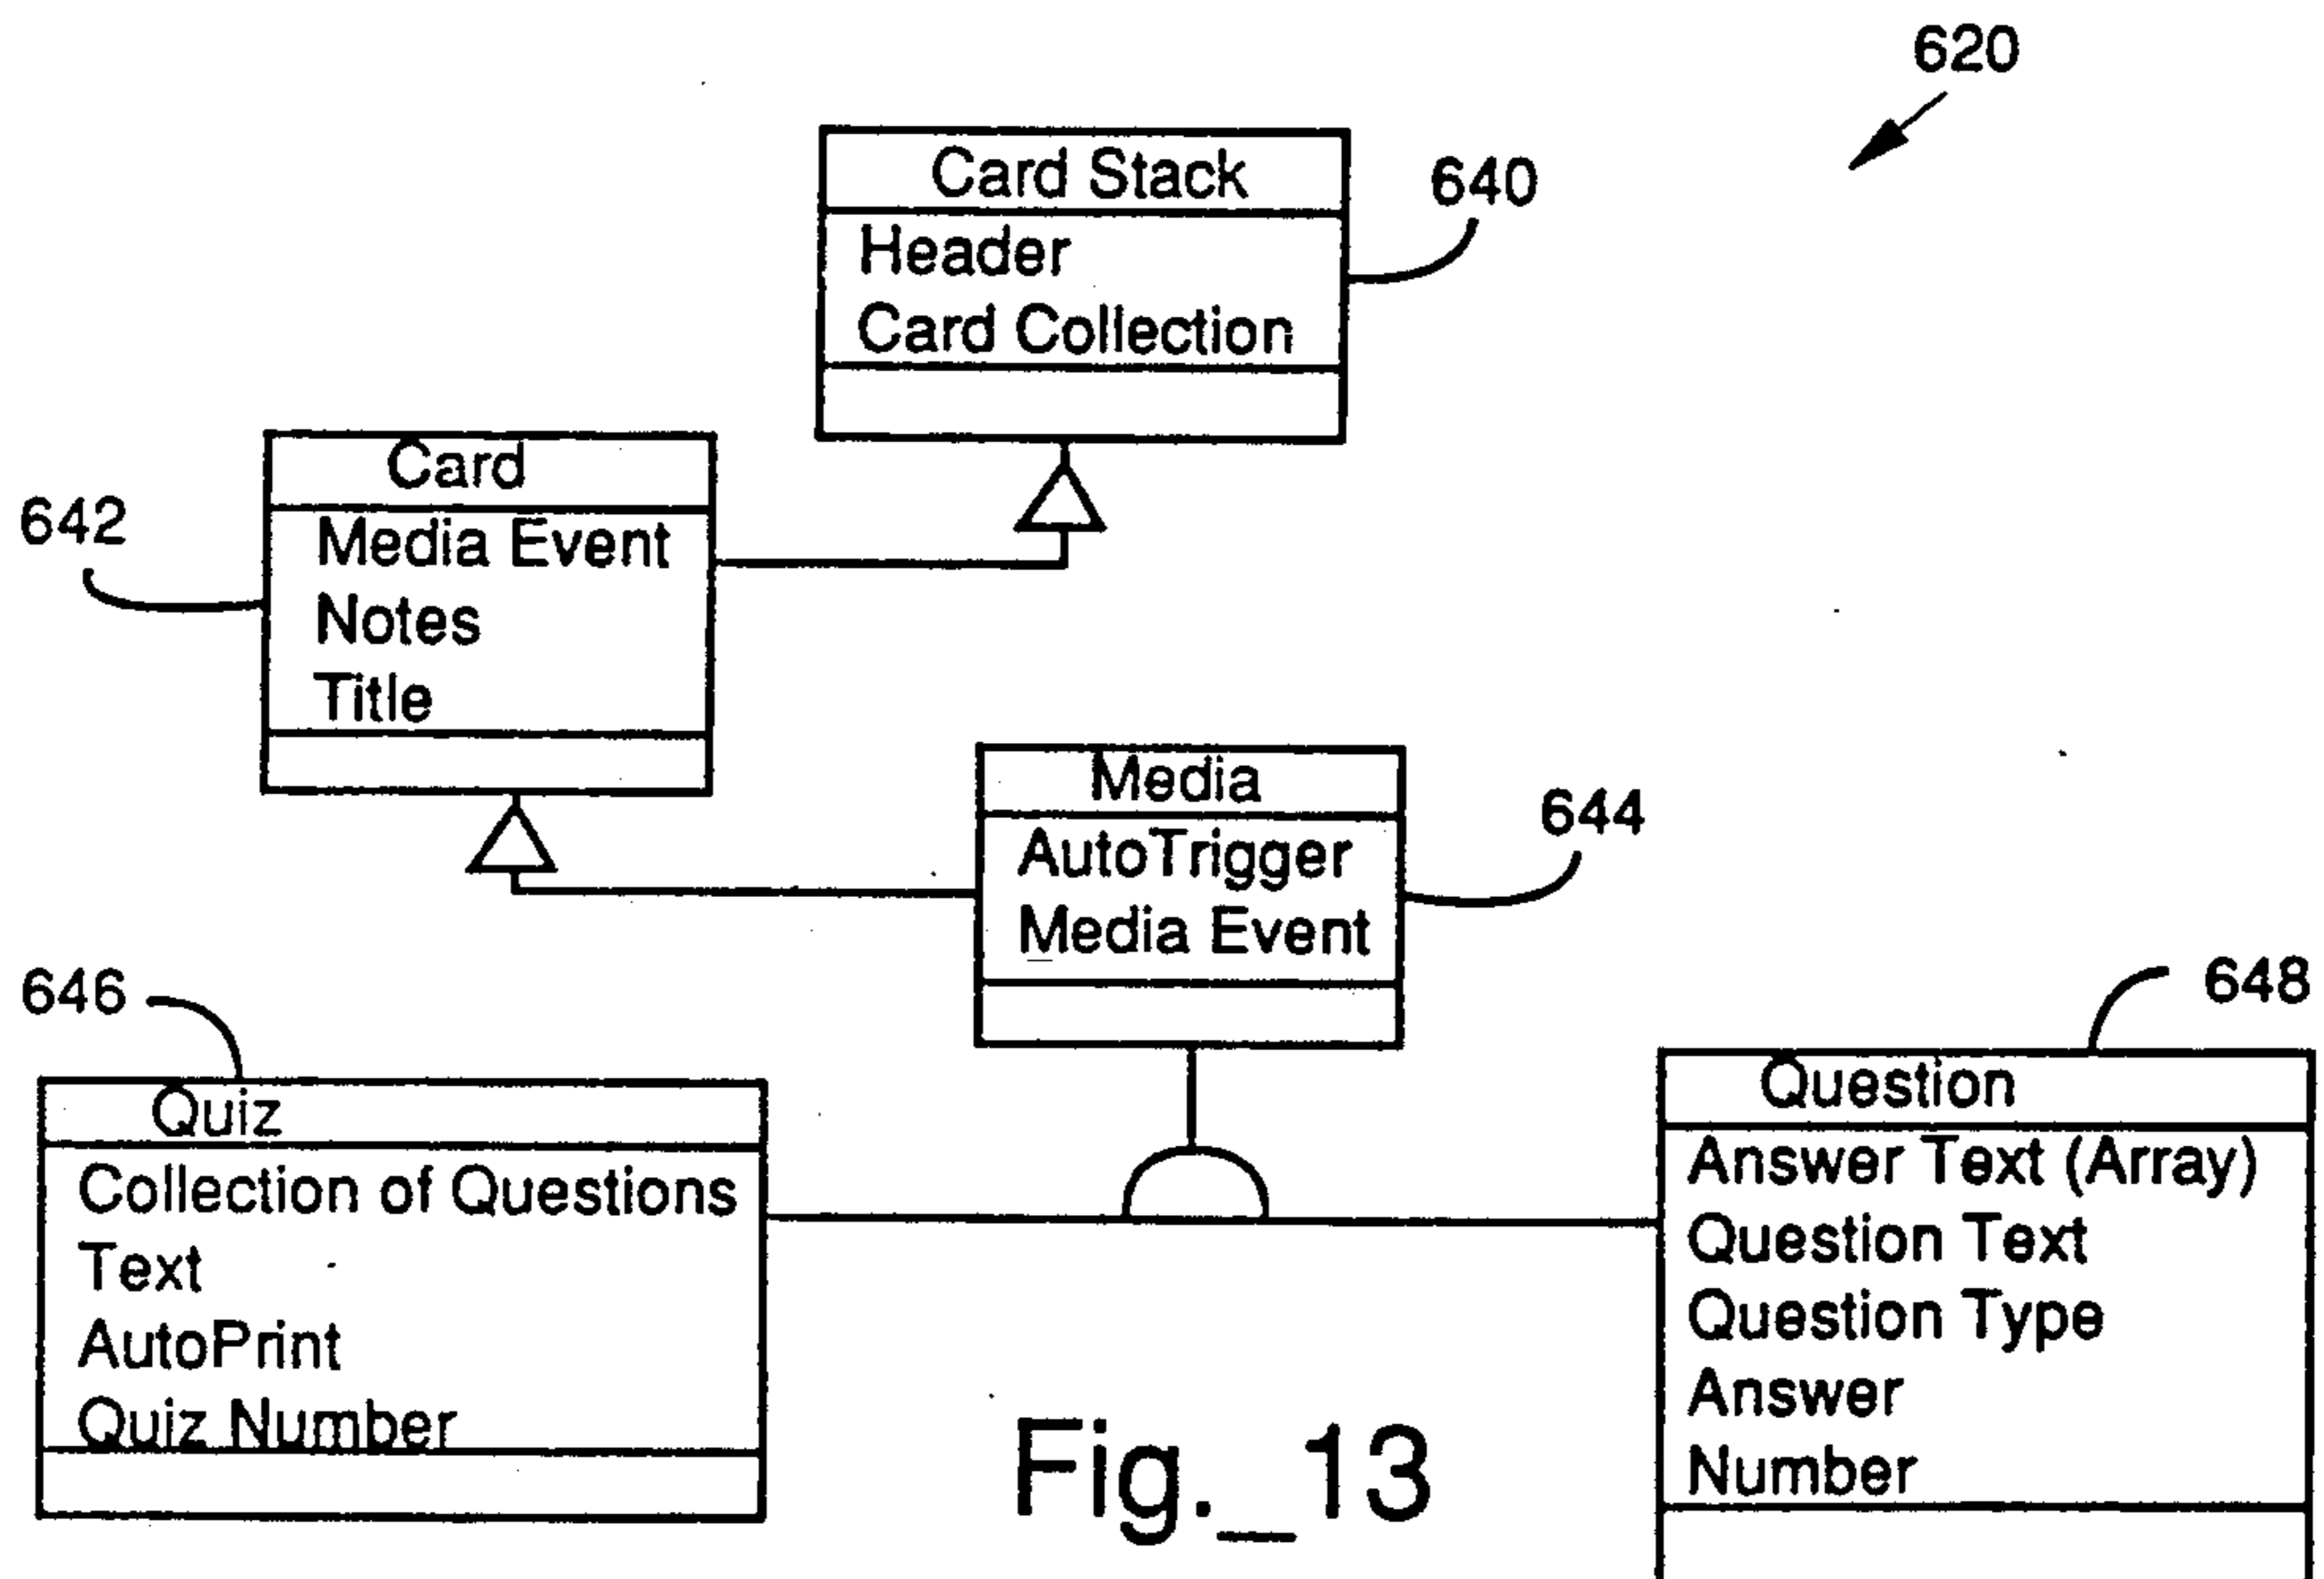 620
Card Stack
640
Header
Card Collection
Card
642
Media Event
Notes
Title
Media
644
AutoTrigger
Media Event
646
648
Quiz
Collection of Questions
Text
AutoPrint
Quiz Number
Question
Answer Text (Array)
Question Text
Question Type
Answer
Number
Fig._13